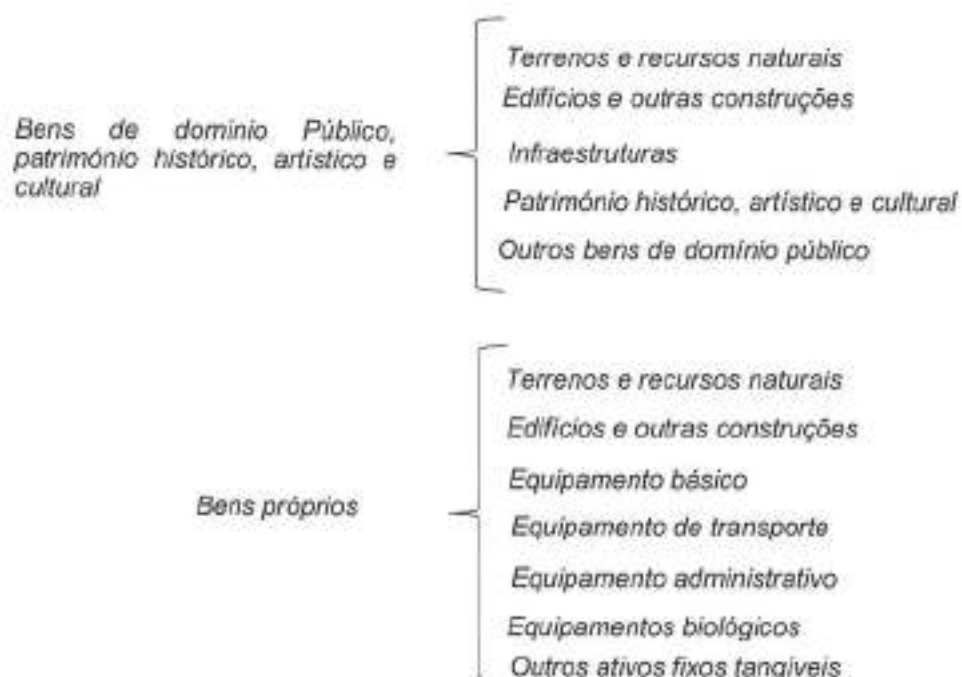 Terrenos e recursos naturais
Edifícios e outras construções
Bens de domínio Público,
património histórico, artístico e
cultural
Infraestruturas
Património histórico, artístico e cultural
Outros bens de domínio público
Terrenos e recursos naturais
Edifícios e outras construções
Equipamento básico
Bens próprios
Equipamento de transporte
Equipamento administrativo
Equipamentos biológicos
Outros ativos fixos tangíveis